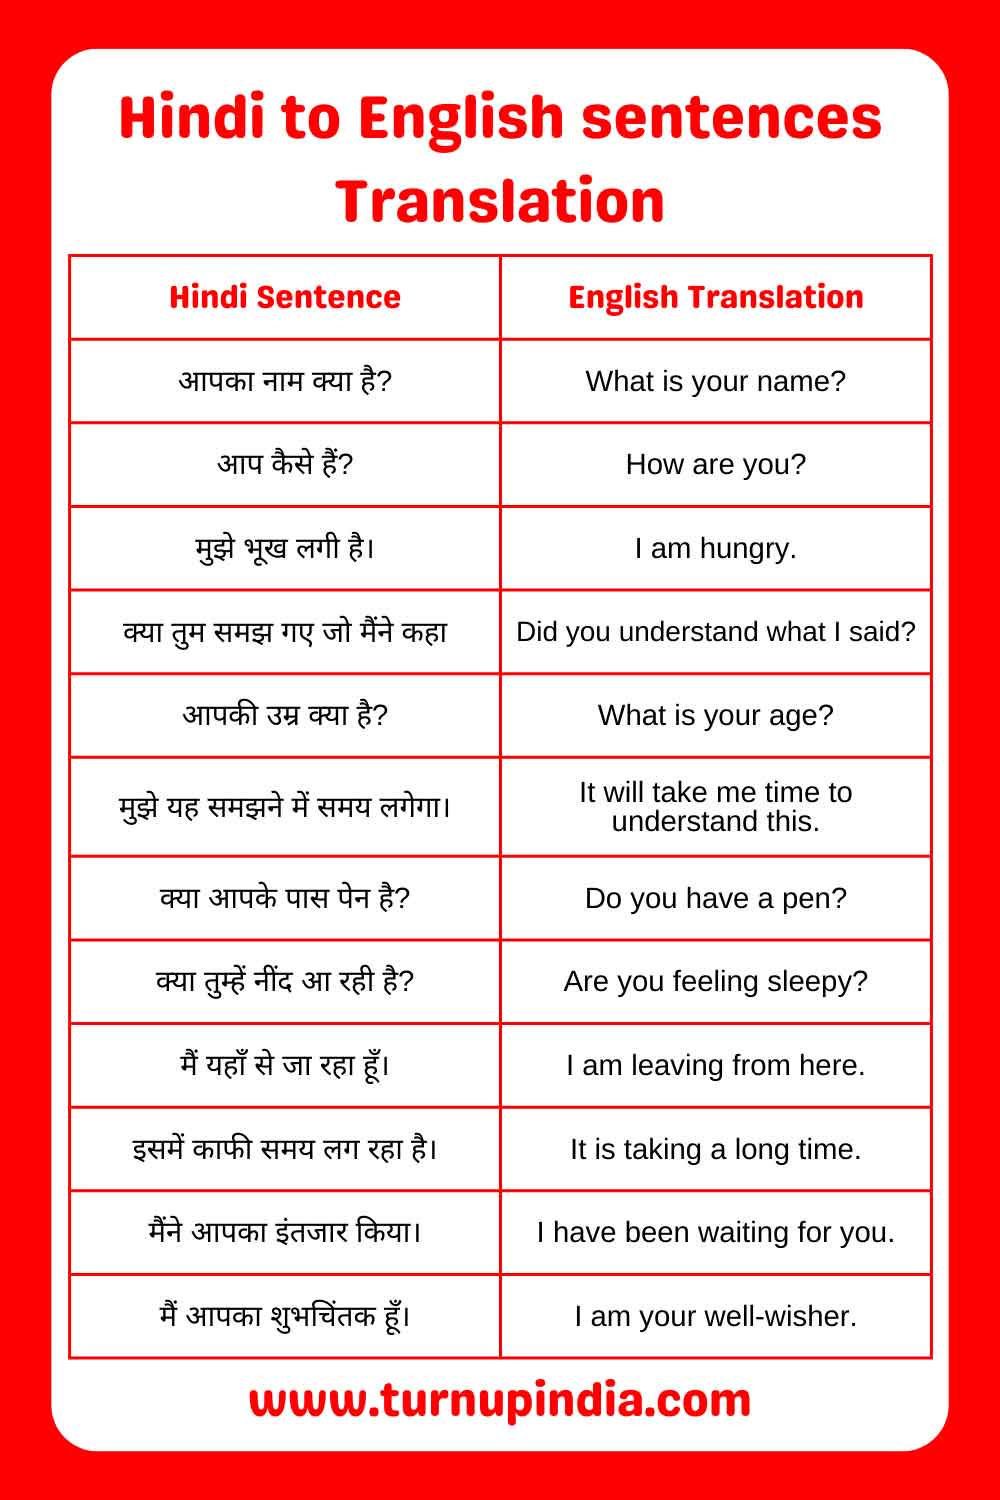 Hindi to English sentences
Translation
Hindi Sentence English Translation
आपका नाम क्या है? What is your name?
आप कैसे हैं? How are you?
मुझे भूख लगी है। I am hungry.
क्या तुम समझ गए जो मैंने कहा Did you understand what I said?
आपकी उम्र क्या है? What is your age?
मुझे यह समझने में समय लगेगा। It will take me time to
understand this.
क्या आपके पास पेन है? Do you have a pen?
क्या तुम्हें नींद आ रही है? Are you feeling sleepy?
मैं यहाँ से जा रहा हूँ। I am leaving from here.
इसमें काफी समय लग रहा है। It is taking a long time.
मैंने आपका इंतजार किया। I have been waiting for you.
मैं आपका शुभचिंतक हूँ। I am your well-wisher.
www.turnupindia.com